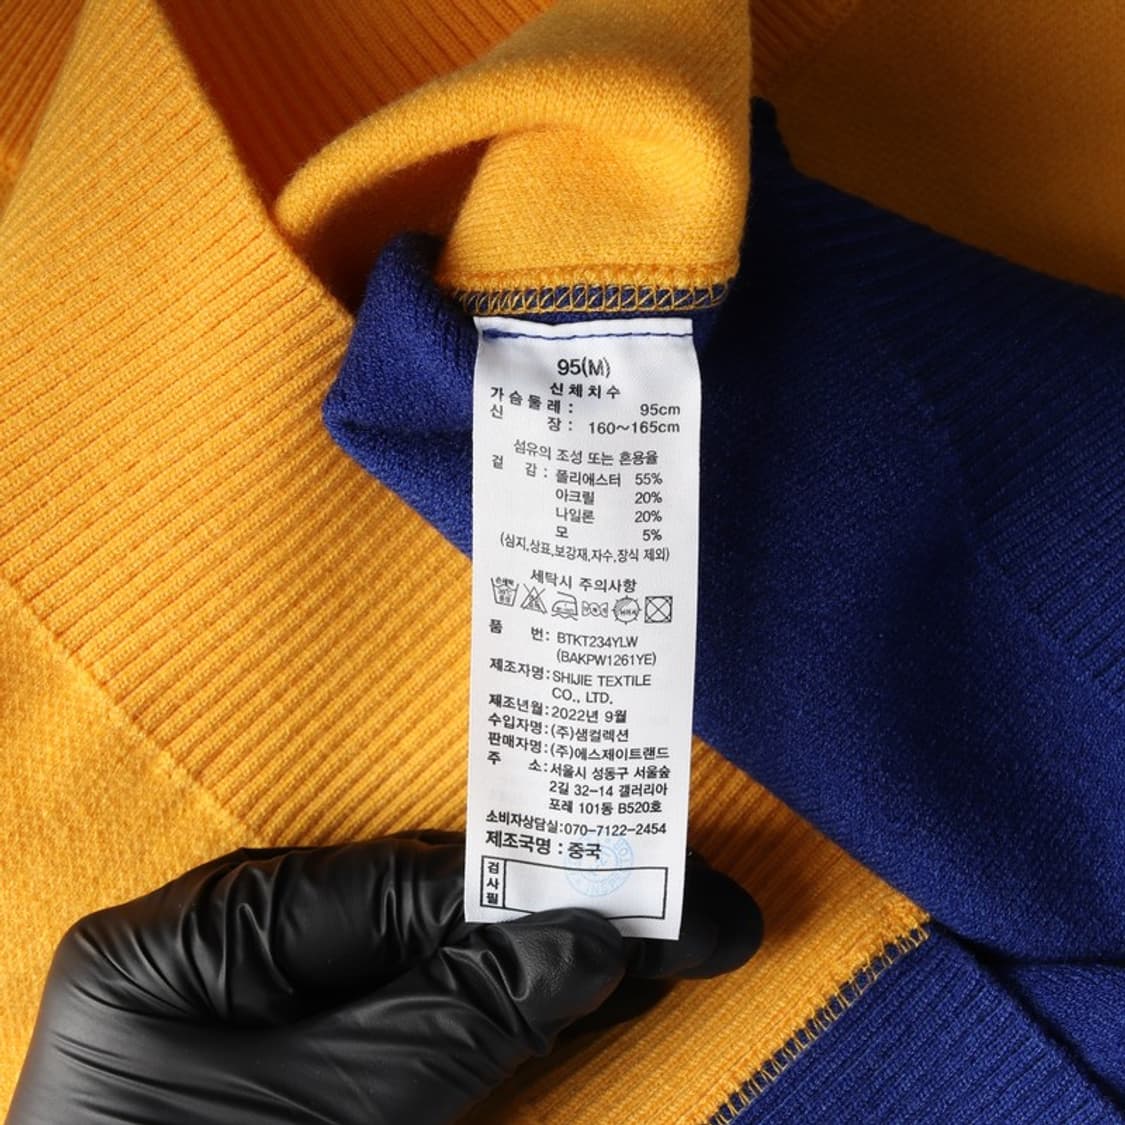 95(M)
신체치수
가슴둘레: 95cm
신 장: 160~165cm
섬유의 조성 또는 혼용율
겉 감: 폴리에스터 55%
아크릴 20%
나일론 20%
모 5%
(심지,상표,보강재,자수,장식 제외)
세탁시 주의사항
품 번: BTKT234YLW
(BAKPW1261YE)
제조자명: SHIJIE TEXTILE
CO., LTD.
제조년월: 2022년 9월
수입자명: (주)샘컬렉션
판매자명: (주)에스제이트랜드
주 소: 서울시 성동구 서울숲
2길 32-14 갤러리아
포레 101동 B520호
소비자상담실:070-7122-2454
제조국명 : 중국
검사필